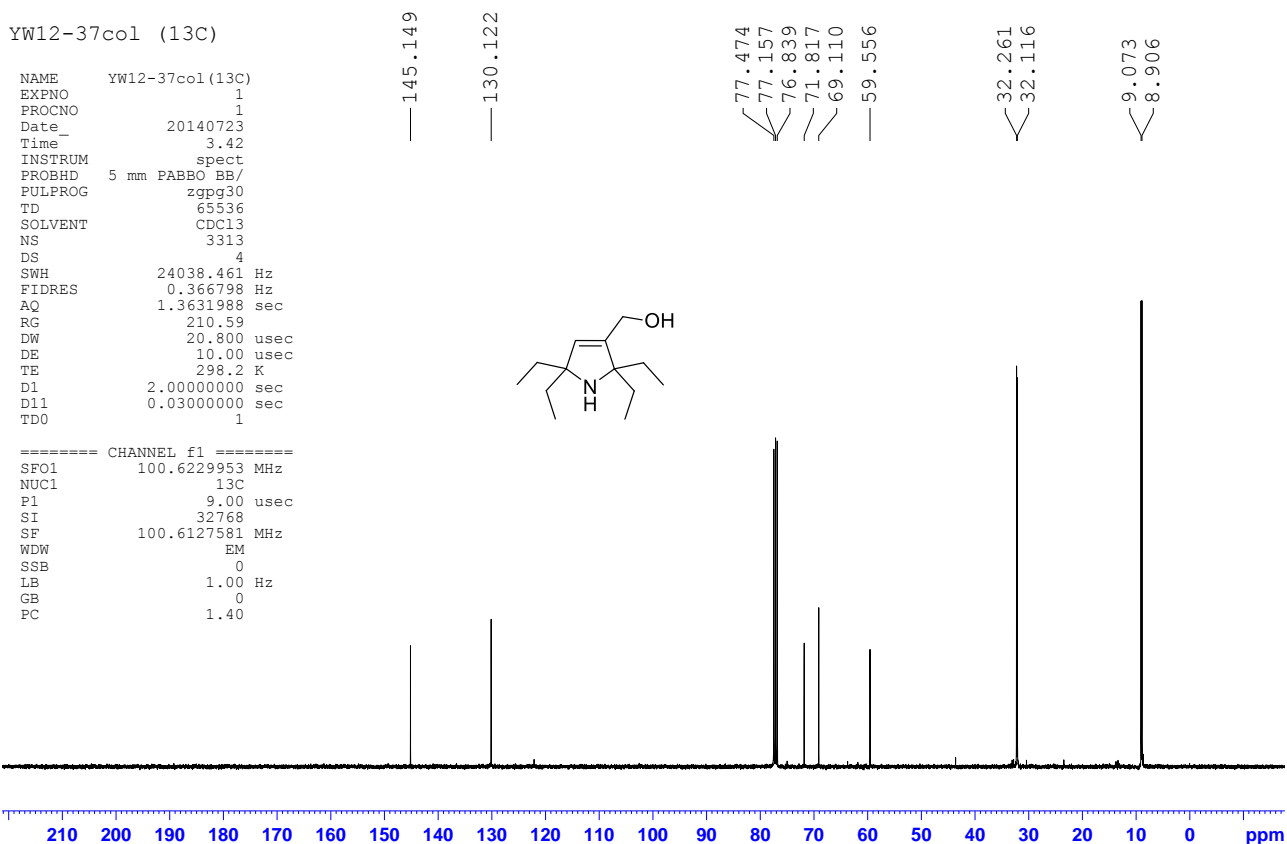 YW12-37col (13C)
NAME YW12-37col(13C)
EXPNO 1
PROCNO 1
Date_ 20140723
Time 3.42
INSTRUM spect
PROBHD 5 mm PABBO BB/
PULPROG zgpg30
TD 65536
SOLVENT CDCl3
NS 3313
DS 4
SWH 24038.461 Hz
FIDRES 0.366798 Hz
AQ 1.3631988 sec
RG 210.59
DW 20.800 usec
DE 10.00 usec
TE 298.2 K
D1 2.00000000 sec
D11 0.03000000 sec
TD0 1
======== CHANNEL f1 ========
SFO1 100.6229953 MHz
NUC1 13C
P1 9.00 usec
SI 32768
SF 100.6127581 MHz
WDW EM
SSB 0
LB 1.00 Hz
GB 0
PC 1.40
145.149
130.122
77.474
77.157
76.839
71.817
69.110
59.556
32.261
32.116
9.073
8.906
OH
N
H
210 200 190 180 170 160 150 140 130 120 110 100 90 80 70 60 50 40 30 20 10 0 ppm